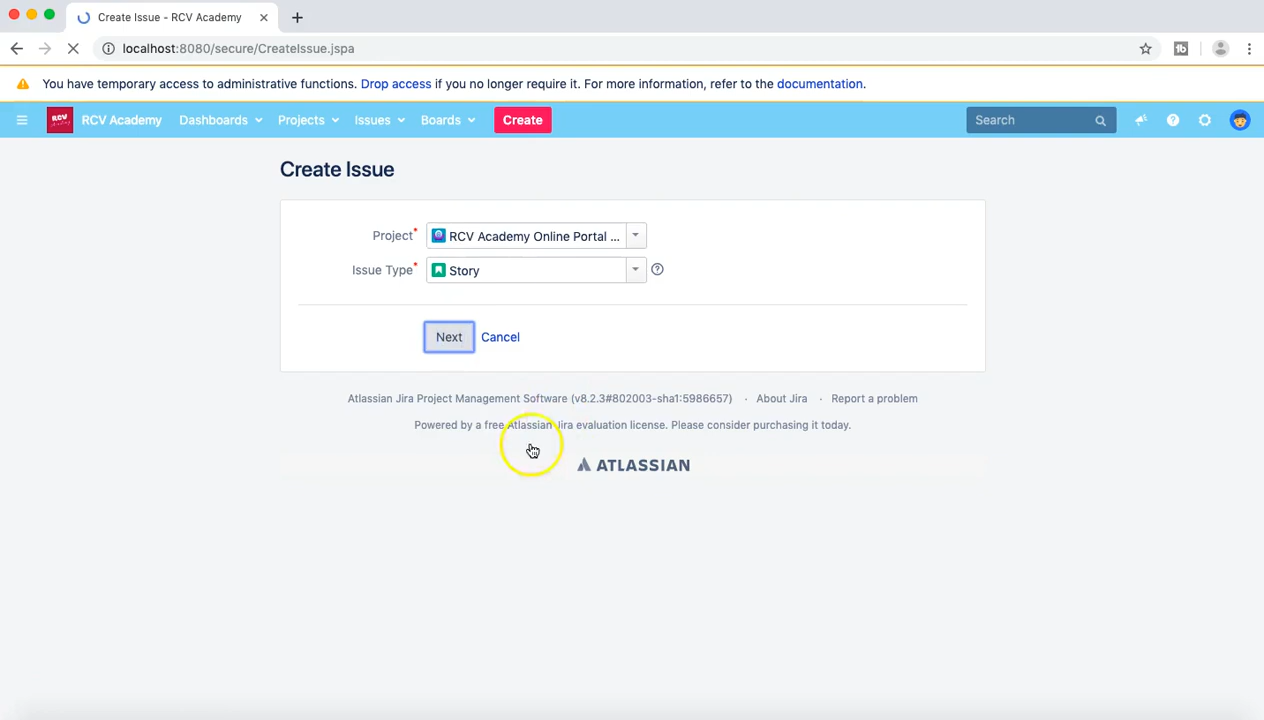 Create Issue - RCV Academy
localhost:8080/secure/CreateIssue.jspa
You have temporary access to administrative functions. Drop access if you no longer require it. For more information, refer to the documentation.
RCV Academy Dashboards Projects Issues Boards Create Search
Create Issue
Project* RCV Academy Online Portal ...
Issue Type* Story
Next Cancel
Atlassian Jira Project Management Software (v8.2.3#802003-sha1:5986657) · About Jira · Report a problem
Powered by a free Atlassian Jira evaluation license. Please consider purchasing it today.
ATLASSIAN